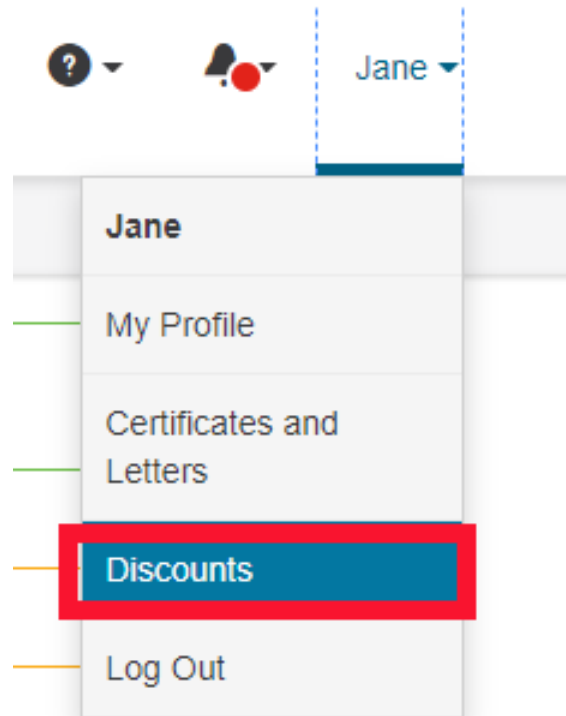 ?
Jane
Jane
My Profile
Certificates and
Letters
Discounts
Log Out